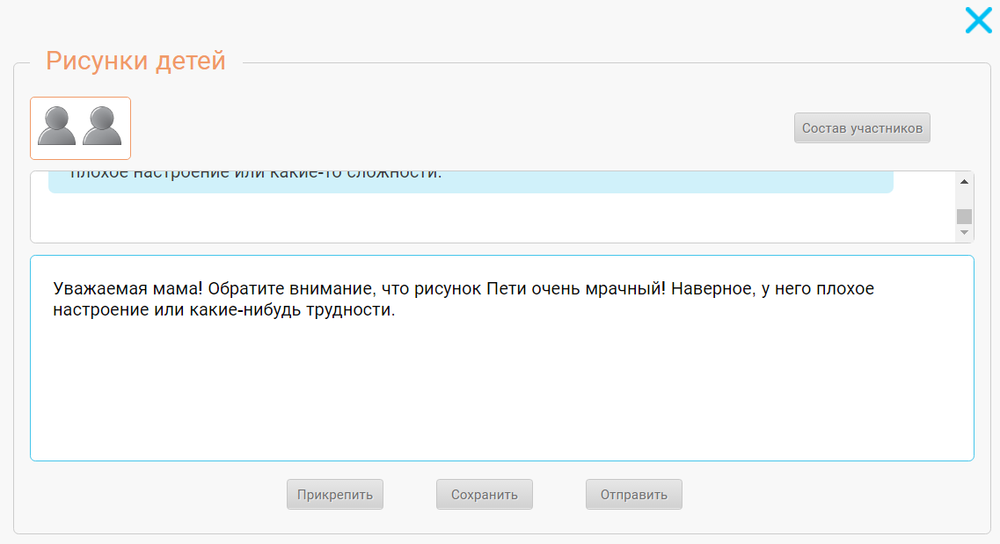 Рисунки детей
Состав участников
плохое настроение или какие-то сложности.
Уважаемая мама! Обратите внимание, что рисунок Пети очень мрачный! Наверное, у него плохое
настроение или какие-нибудь трудности.
Прикрепить
Сохранить
Отправить